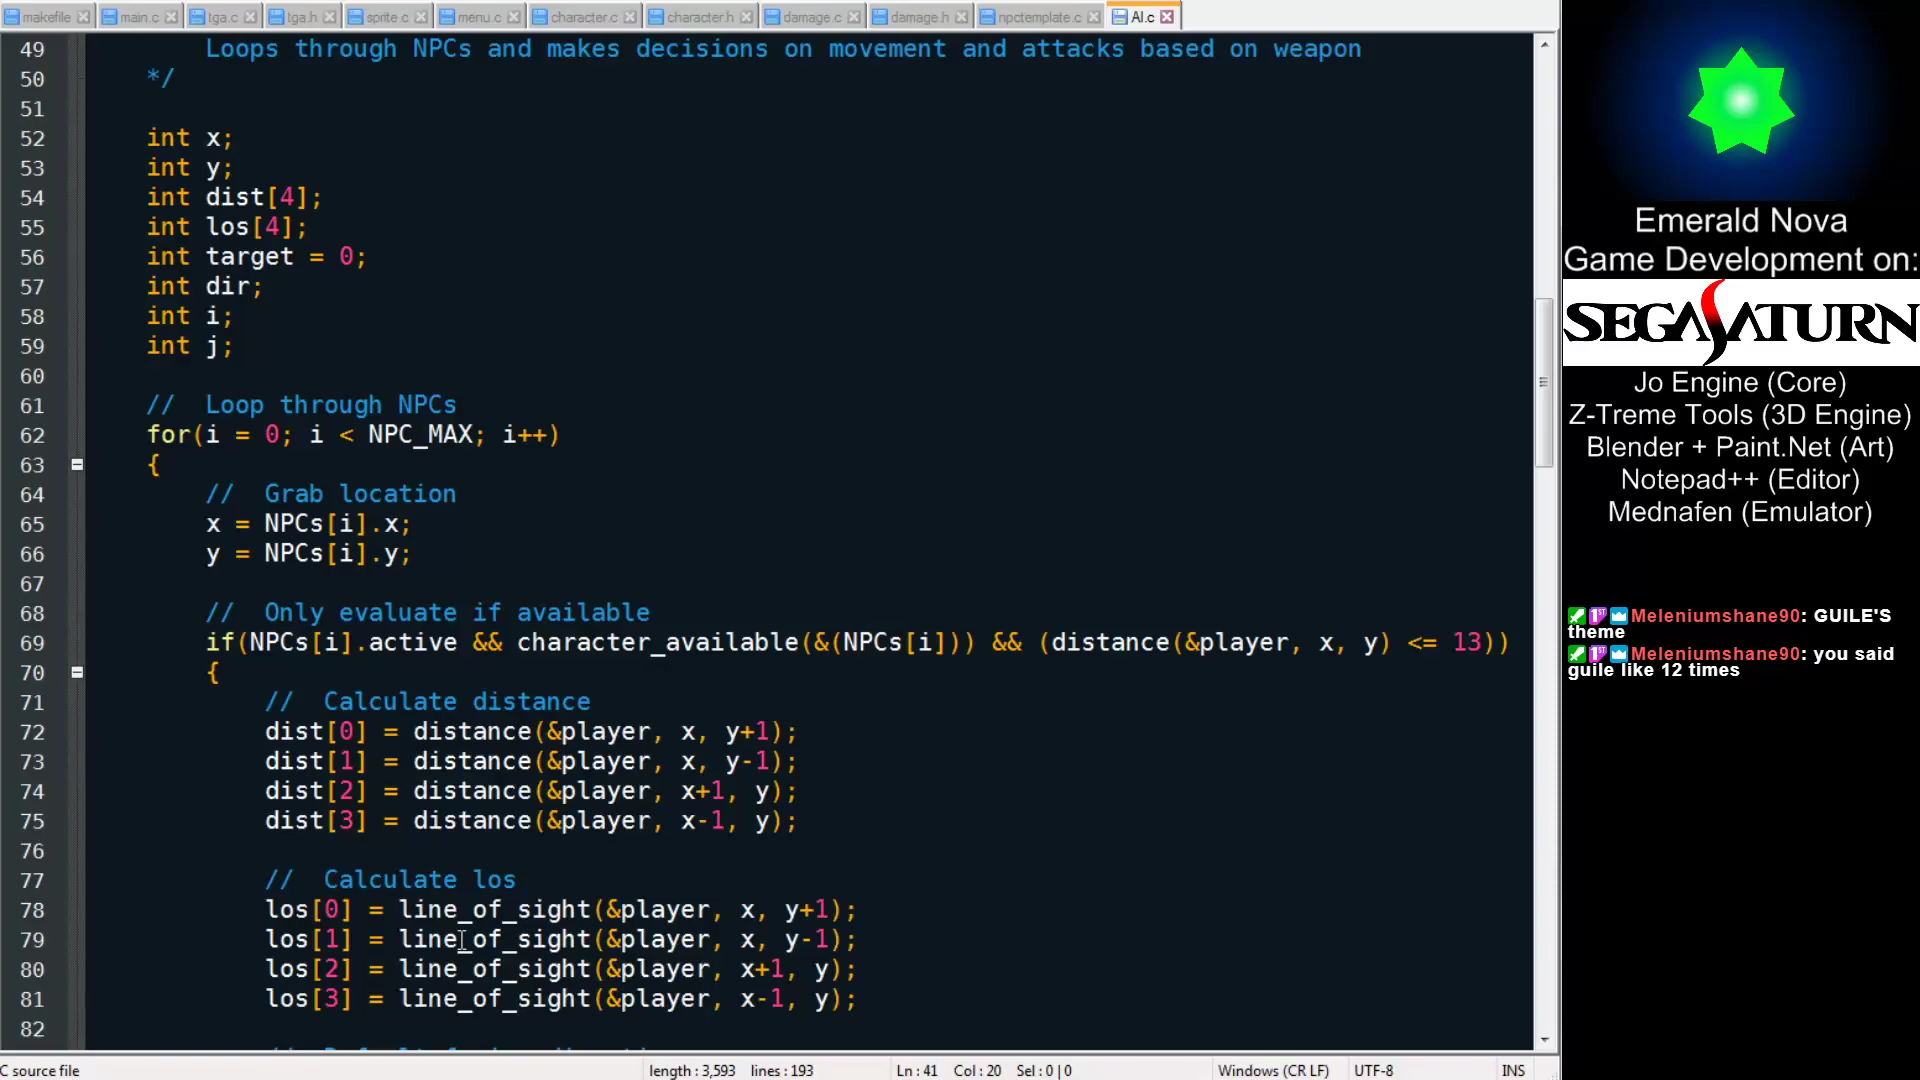 makefile main.c tga.c tga.h sprite.c menu.c character.c character.h damage.c damage.h npctemplate.c AI.c
49 Loops through NPCs and makes decisions on movement and attacks based on weapon
50 */
51
52 int x;
53 int y;
54 int dist[4];
55 int los[4];
56 int target = 0;
57 int dir;
58 int i;
59 int j;
60
61 // Loop through NPCs
62 for(i = 0; i < NPC_MAX; i++)
63 {
64 // Grab location
65 x = NPCs[i].x;
66 y = NPCs[i].y;
67
68 // Only evaluate if available
69 if(NPCs[i].active && character_available(&(NPCs[i])) && (distance(&player, x, y) <= 13))
70 {
71 // Calculate distance
72 dist[0] = distance(&player, x, y+1);
73 dist[1] = distance(&player, x, y-1);
74 dist[2] = distance(&player, x+1, y);
75 dist[3] = distance(&player, x-1, y);
76
77 // Calculate los
78 los[0] = line_of_sight(&player, x, y+1);
79 los[1] = line_of_sight(&player, x, y-1);
80 los[2] = line_of_sight(&player, x+1, y);
81 los[3] = line_of_sight(&player, x-1, y);
82
C source file length : 3,593 lines : 193 Ln : 41 Col : 20 Sel : 0 | 0 Windows (CR LF) UTF-8 INS
Emerald Nova
Game Development on:
SEGA SATURN
Jo Engine (Core)
Z-Treme Tools (3D Engine)
Blender + Paint.Net (Art)
Notepad++ (Editor)
Mednafen (Emulator)
1ST Meleniumshane90: GUILE'S
theme
1ST Meleniumshane90: you said
guile like 12 times